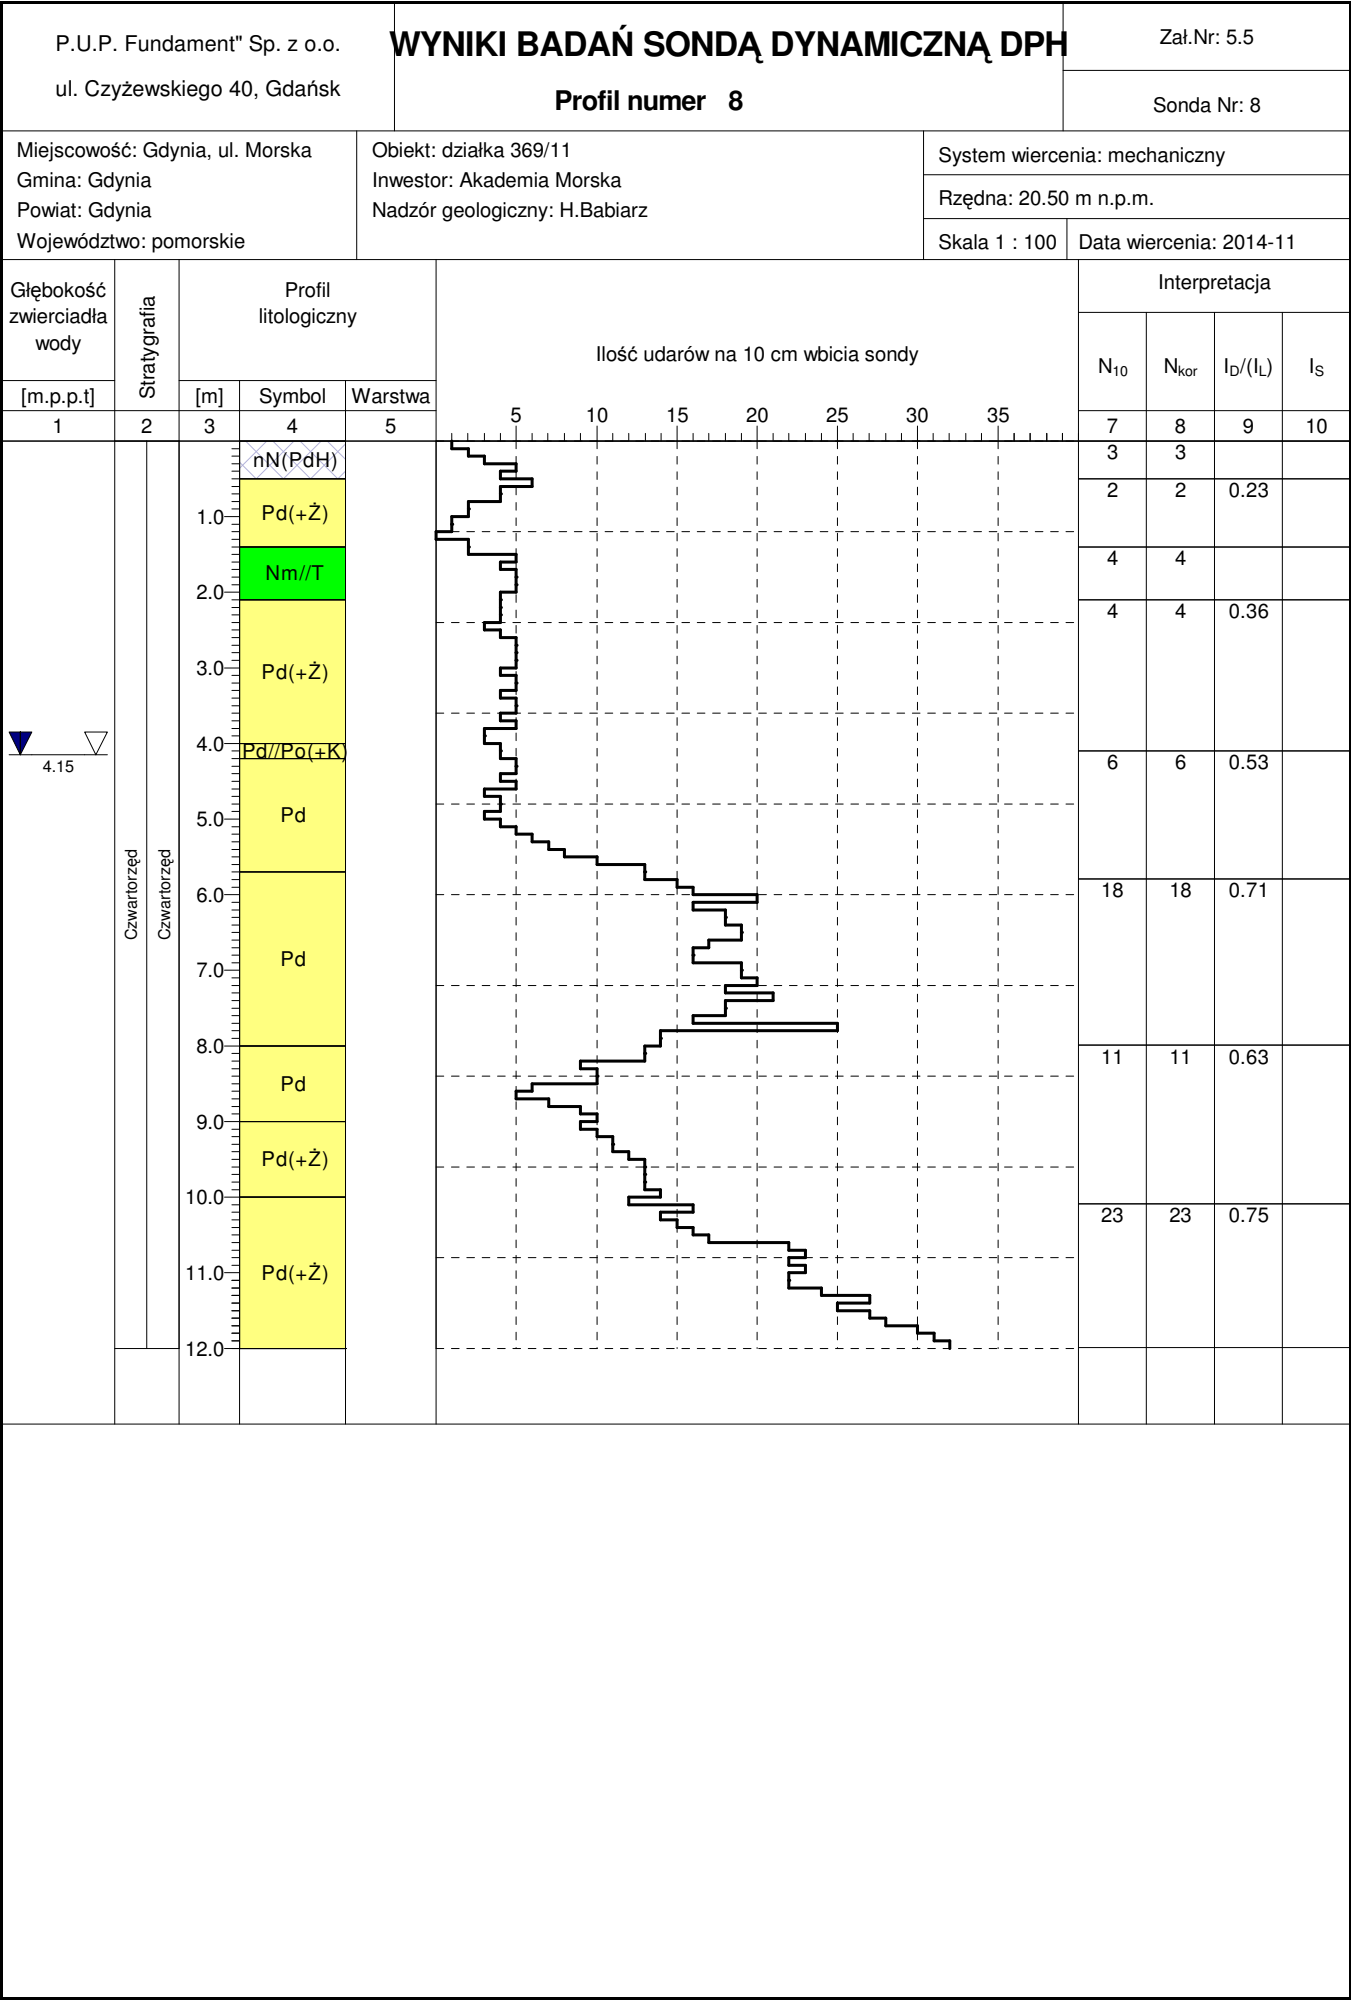 P.U.P. Fundament" Sp. z o.o.
ul. Czyżewskiego 40, Gdańsk
WYNIKI BADAŃ SONDĄ DYNAMICZNĄ DPH
Profil numer 8
Zał.Nr: 5.5
Sonda Nr: 8
Miejscowość: Gdynia, ul. Morska
Gmina: Gdynia
Powiat: Gdynia
Województwo: pomorskie
Obiekt: działka 369/11
Inwestor: Akademia Morska
Nadzór geologiczny: H.Babiarz
System wiercenia: mechaniczny
Rzędna: 20.50 m n.p.m.
Skala 1 : 100
Data wiercenia: 2014-11
Głębokość
zwierciadła
wody
[m.p.p.t]
Stratygrafia
Profil
litologiczny
[m]
Symbol
Warstwa
Ilość udarów na 10 cm wbicia sondy
Interpretacja
N10
Nkor
ID/(IL)
IS
5 10 15 20 25 30 35
1 2 3 4 5 7 8 9 10
nN(PdH)
3 3
Pd(+Ż)
2 2 0.23
1.0
Nm//T
4 4
2.0
Pd(+Ż)
4 4 0.36
3.0
4.0
Pd//Po(+K)
4.15
6 6 0.53
Pd
5.0
Czwartorzęd
Czwartorzęd
6.0
18 18 0.71
Pd
7.0
8.0
11 11 0.63
Pd
9.0
Pd(+Ż)
10.0
23 23 0.75
Pd(+Ż)
11.0
12.0